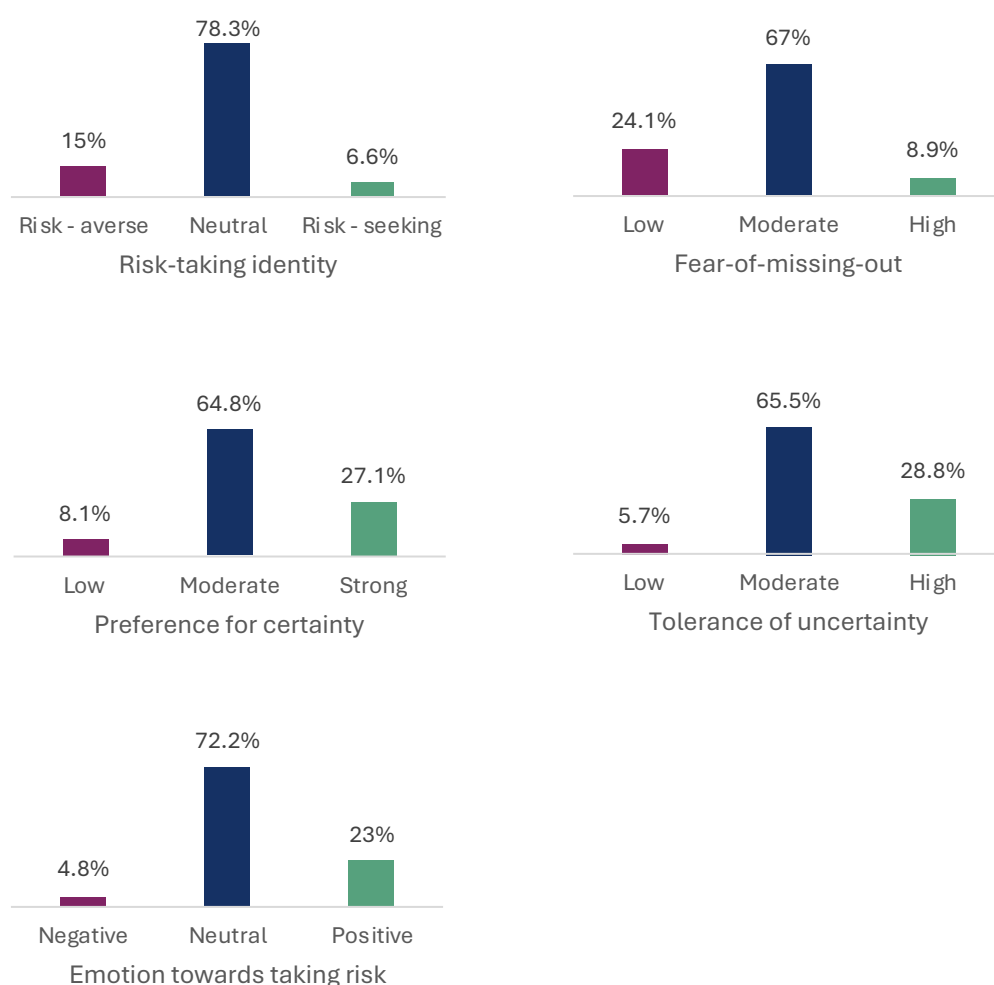 78.3%
15%
6.6%
Risk - averse Neutral Risk - seeking
Risk-taking identity
67%
24.1%
8.9%
Low Moderate High
Fear-of-missing-out
64.8%
27.1%
8.1%
Low Moderate Strong
Preference for certainty
65.5%
28.8%
5.7%
Low Moderate High
Tolerance of uncertainty
72.2%
23%
4.8%
Negative Neutral Positive
Emotion towards taking risk